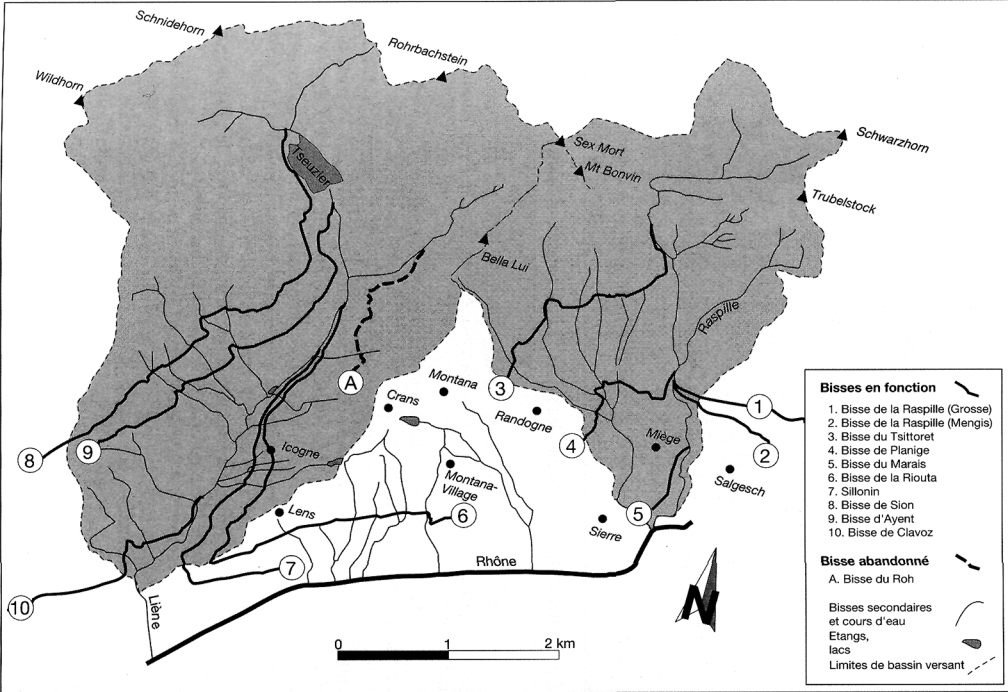 Schnidehorn
Rohrbachstein
Wildhorn
Sex Mort
Schwarzhorn
Tseuzier
Mt Bonvin
Trubelstock
Bella Lui
Raspille
A
Montana
3
Crans
Randogne
1
4
Miège
2
8
9
Icogne
Montana-
Village
Salgesch
Lens
6
5
Sierre
7
Rhône
10
Liène
N
0
1
2 km
Bisses en fonction
1. Bisse de la Raspille (Grosse)
2. Bisse de la Raspille (Mengis)
3. Bisse du Tsittoret
4. Bisse de Planige
5. Bisse du Marais
6. Bisse de la Riouta
7. Sillonin
8. Bisse de Sion
9. Bisse d'Ayent
10. Bisse de Clavoz
Bisse abandonné
A. Bisse du Roh
Bisses secondaires
et cours d'eau
Etangs,
lacs
Limites de bassin versant